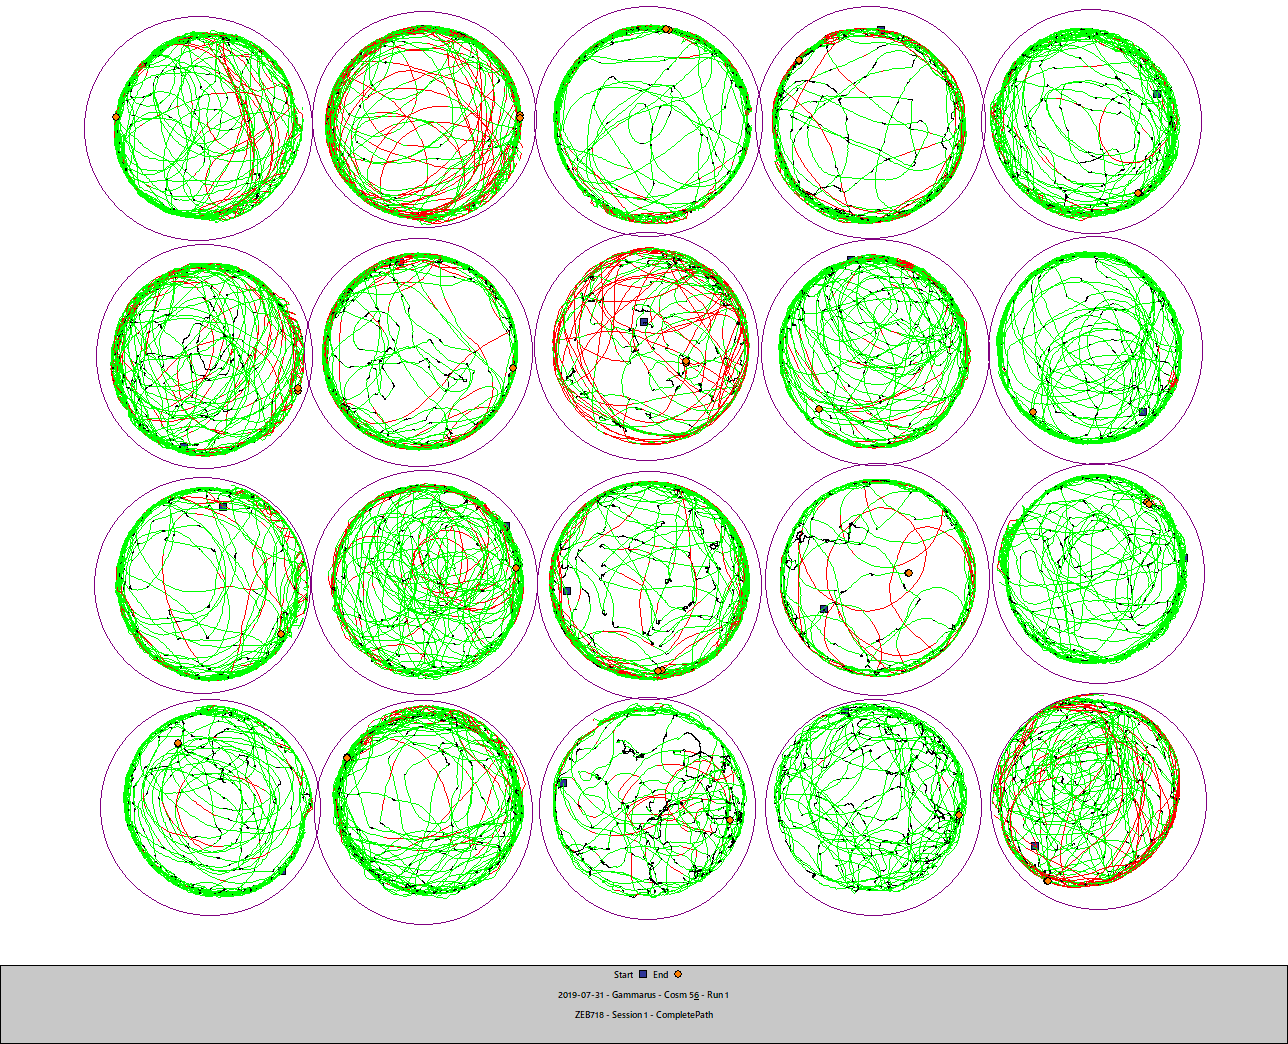 Start End
2019-07-31 - Gammarus - Cosm 56 - Run 1
ZEB718 - Session 1 - CompletePath